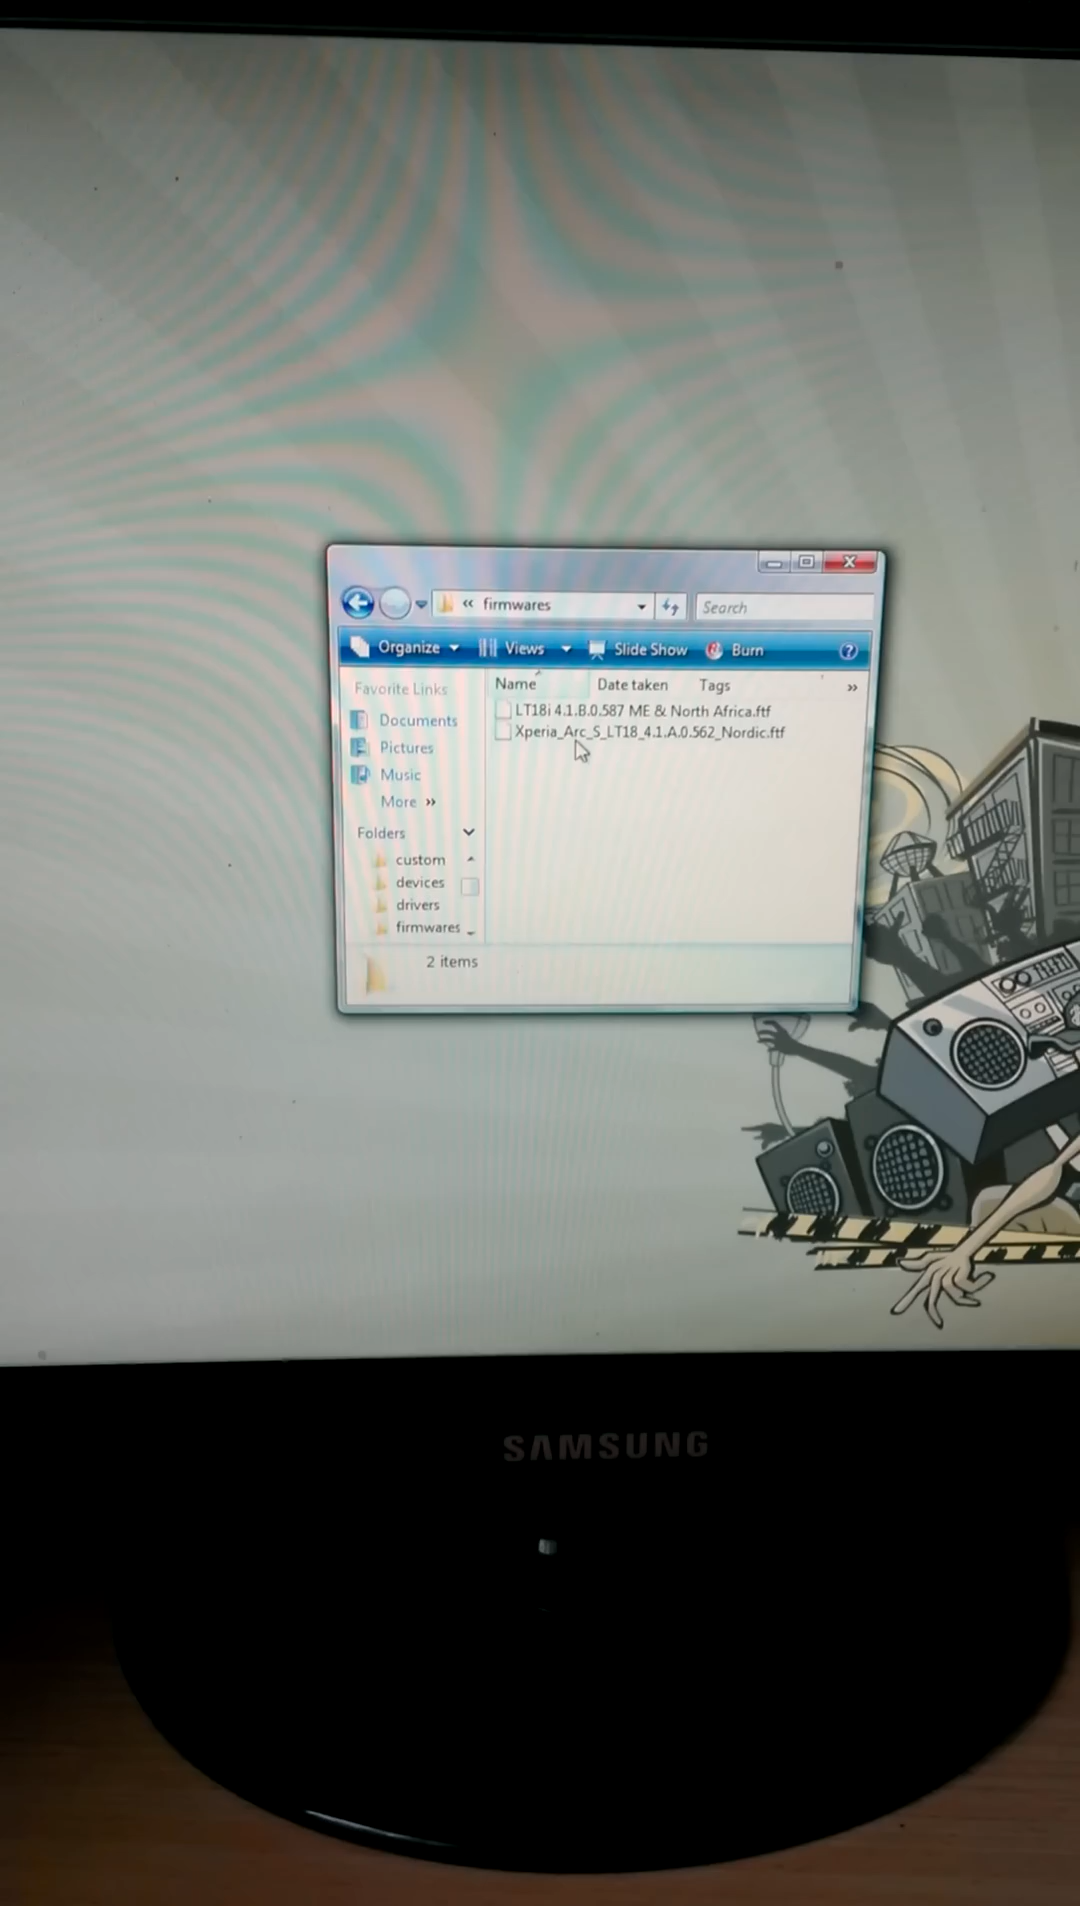 « firmwares
Search
Organize
Views
Slide Show
Burn
?
Favorite Links
Name
Date taken
Tags
»
Documents
LT18i 4.1.B.0.587 ME & North Africa.ftf
Xperia_Arc_S_LT18_4.1.A.0.562_Nordic.ftf
Pictures
Music
More »
Folders
custom
devices
drivers
firmwares
2 items
SAMSUNG